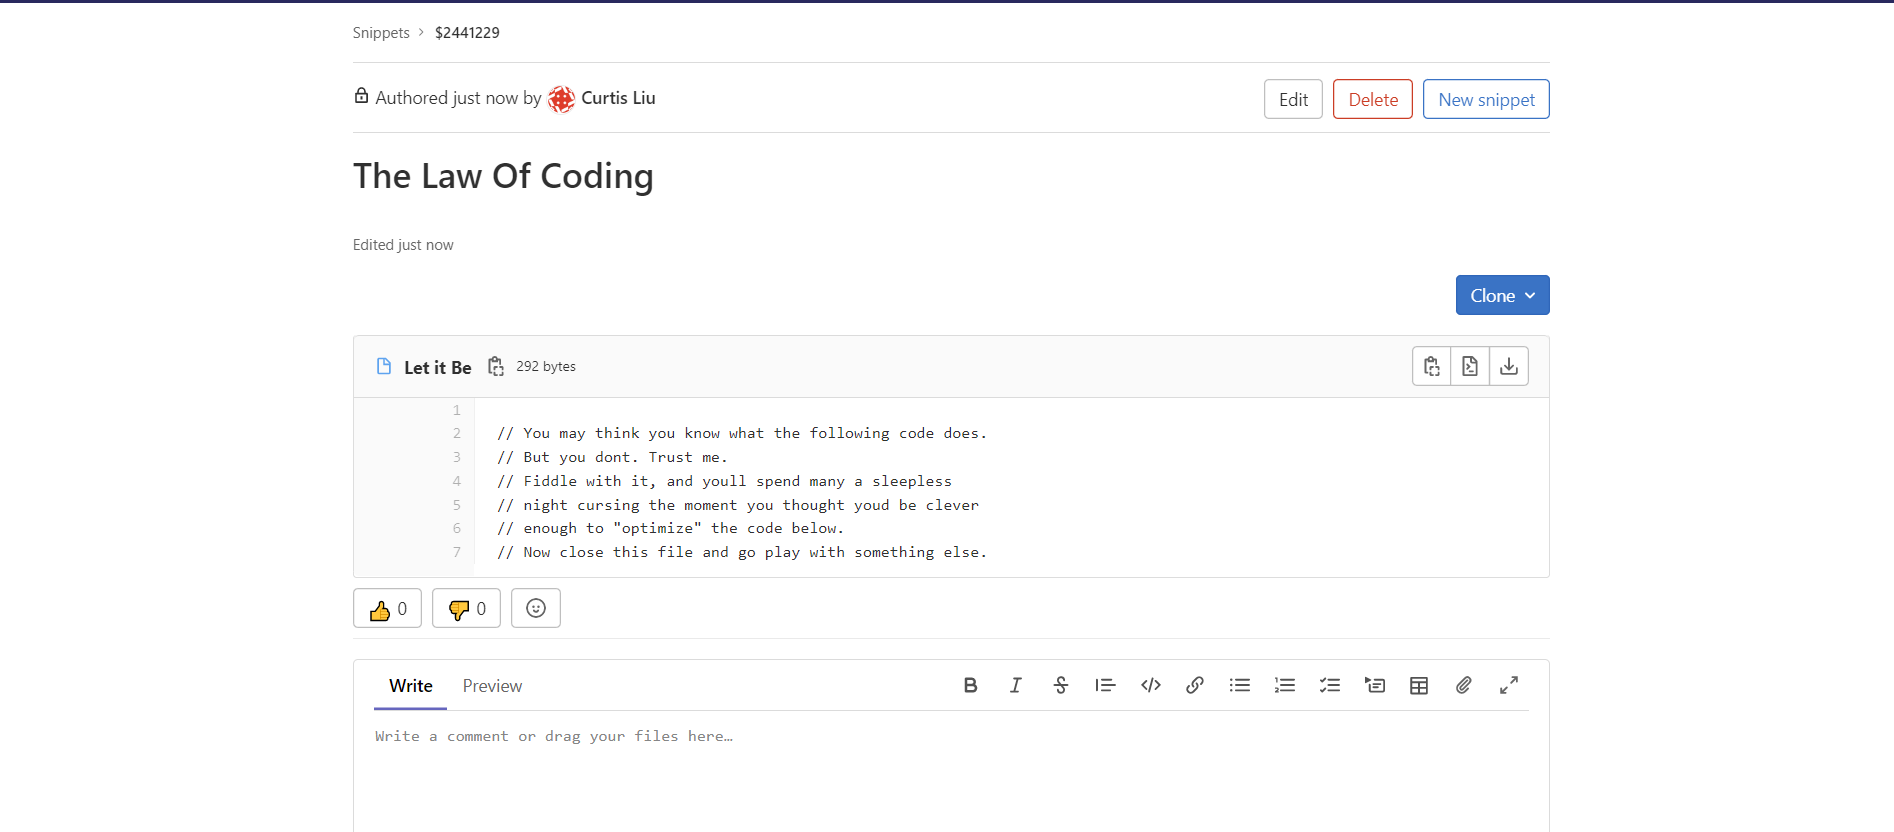 Snippets > $2441229
Authored just now by Curtis Liu
Edit Delete New snippet
The Law Of Coding
Edited just now
Clone
Let it Be 292 bytes
1
2 // You may think you know what the following code does.
3 // But you dont. Trust me.
4 // Fiddle with it, and youll spend many a sleepless
5 // night cursing the moment you thought youd be clever
6 // enough to "optimize" the code below.
7 // Now close this file and go play with something else.
0 0
Write Preview
Write a comment or drag your files here…